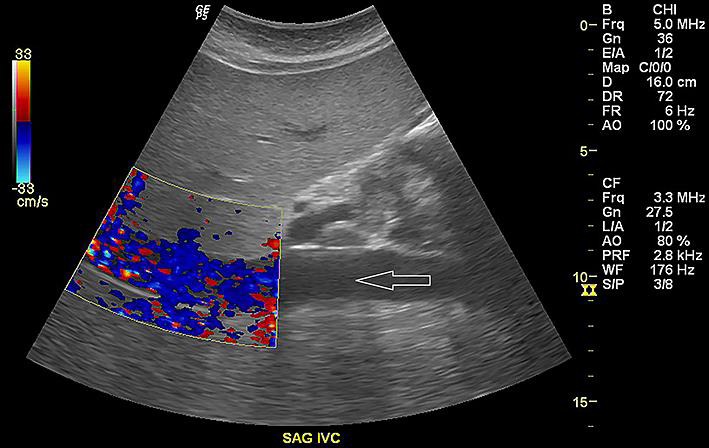 GE
PS
33
-33
cm/s
0
5
10
15
B CHI
Frq 5.0 MHz
Gn 36
E/A 1/2
Map C/0/0
D 16.0 cm
DR 72
FR 6 Hz
AO 100 %
CF
Frq 3.3 MHz
Gn 27.5
L/A 1/2
AO 80 %
PRF 2.8 kHz
WF 176 Hz
S/P 3/8
SAG IVC